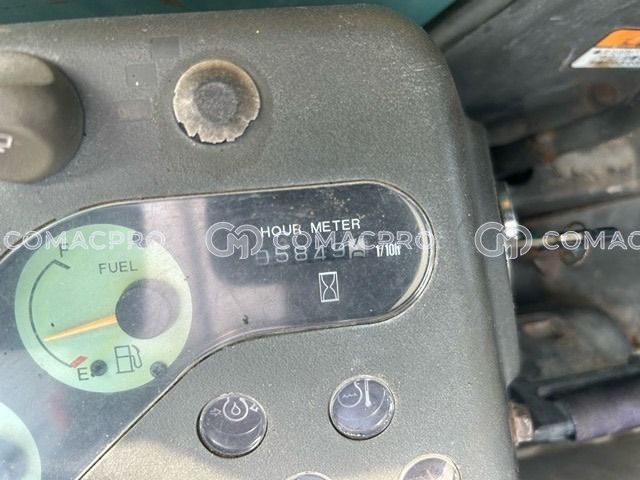 HOUR METER
COMACPRO COMACPRO COMACPRO
1/10h
F
FUEL
E